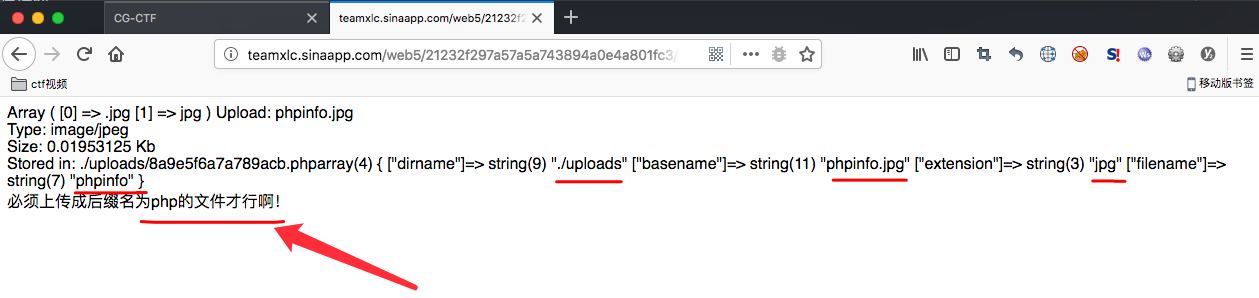 CG-CTF
teamxlc.sinaapp.com/web5/21232f2
teamxlc.sinaapp.com/web5/21232f297a57a5a743894a0e4a801fc3/
ctf视频
移动版书签
Array ( [0] => .jpg [1] => jpg ) Upload: phpinfo.jpg
Type: image/jpeg
Size: 0.01953125 Kb
Stored in: ./uploads/8a9e5f6a7a789acb.phparray(4) { ["dirname"]=> string(9) "./uploads" ["basename"]=> string(11) "phpinfo.jpg" ["extension"]=> string(3) "jpg" ["filename"]=>
string(7) "phpinfo" }
必须上传成后缀名为php的文件才行啊!